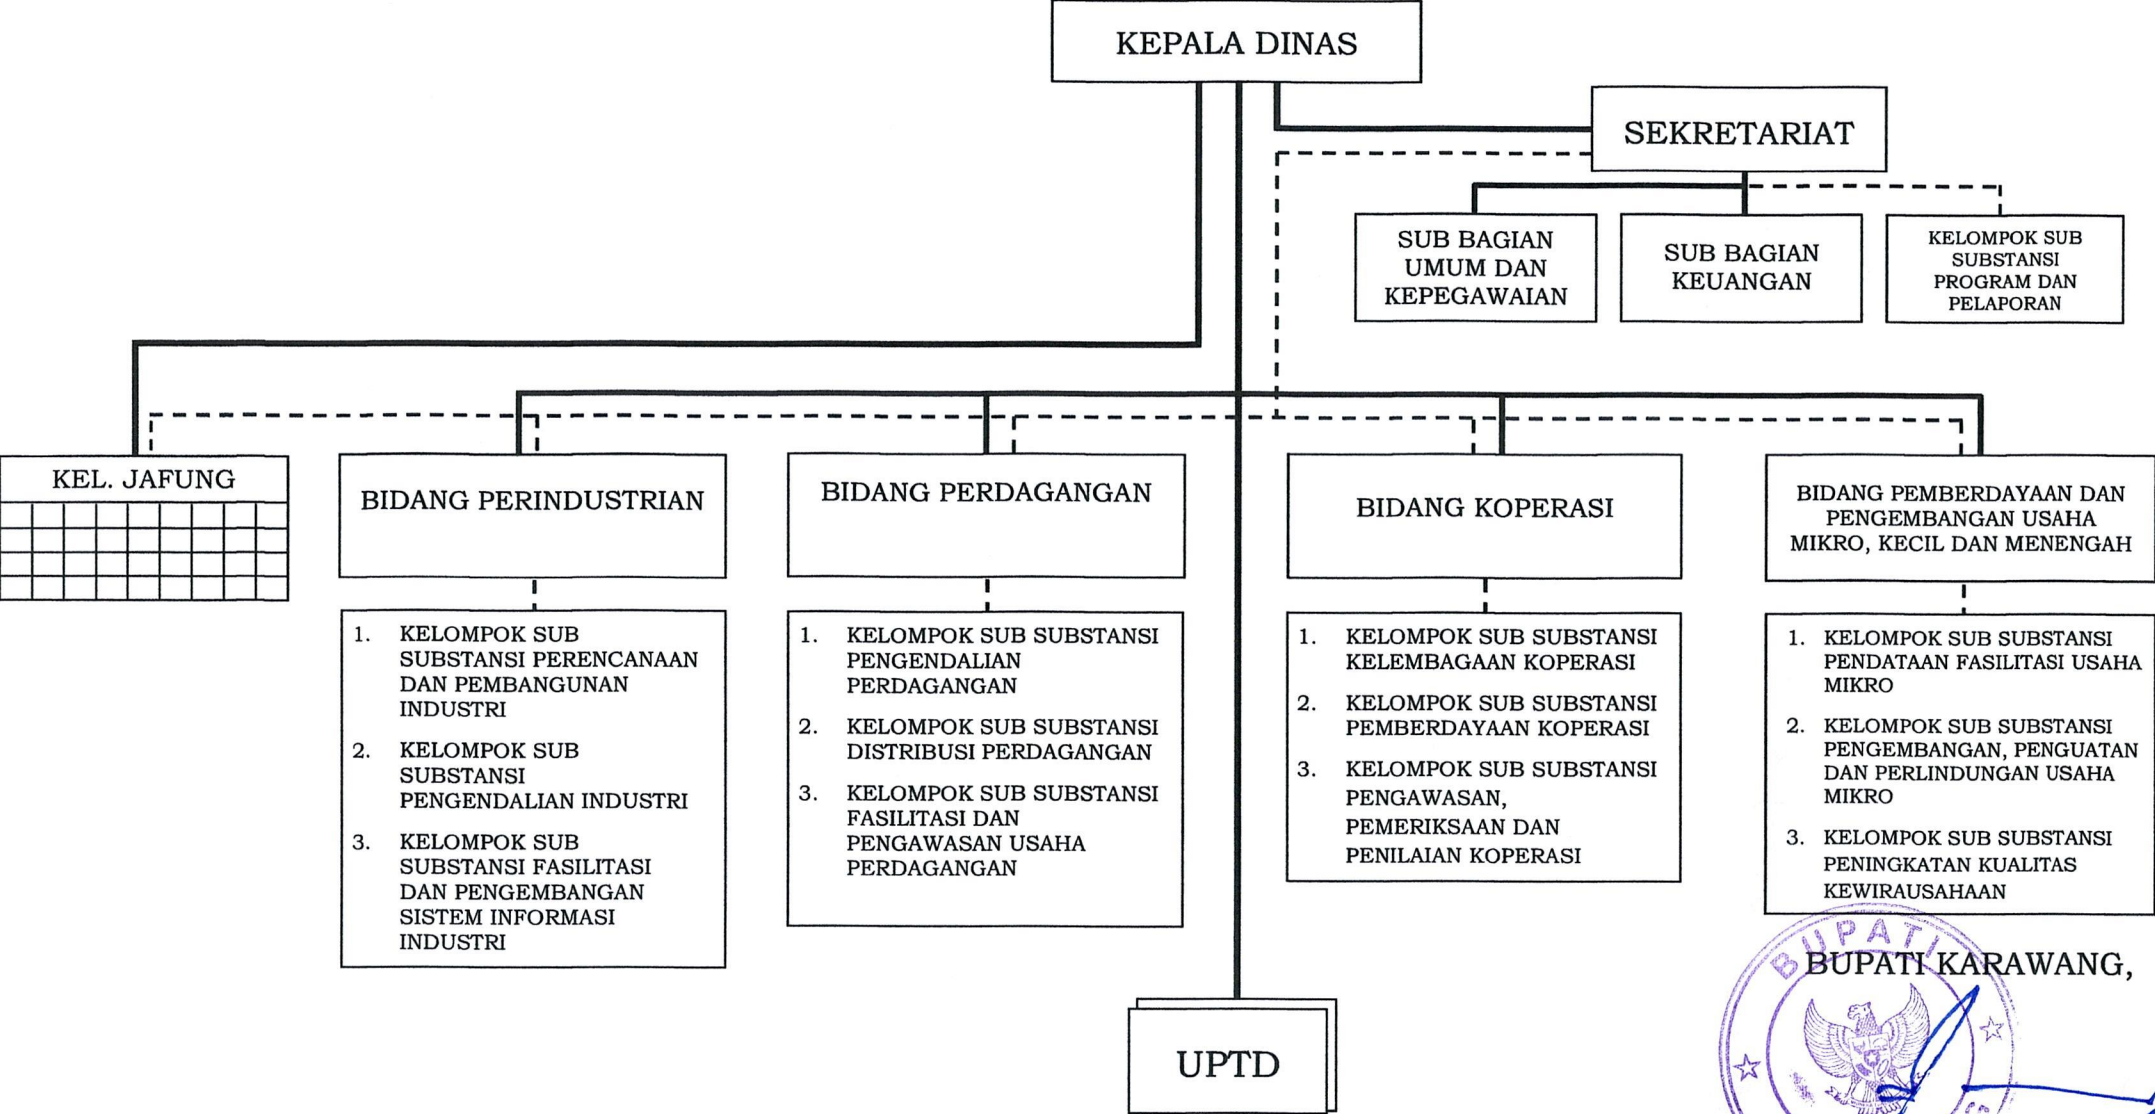 KEPALA DINAS
SEKRETARIAT
SUB BAGIAN
UMUM DAN
KEPEGAWAIAN
SUB BAGIAN
KEUANGAN
KELOMPOK SUB
SUBSTANSI
PROGRAM DAN
PELAPORAN
KEL. JAFUNG
BIDANG PERINDUSTRIAN
BIDANG PERDAGANGAN
BIDANG KOPERASI
BIDANG PEMBERDAYAAN DAN
PENGEMBANGAN USAHA
MIKRO, KECIL DAN MENENGAH
1. KELOMPOK SUB
SUBSTANSI PERENCANAAN
DAN PEMBANGUNAN
INDUSTRI
2. KELOMPOK SUB
SUBSTANSI
PENGENDALIAN INDUSTRI
3. KELOMPOK SUB
SUBSTANSI FASILITASI
DAN PENGEMBANGAN
SISTEM INFORMASI
INDUSTRI
1. KELOMPOK SUB SUBSTANSI
PENGENDALIAN
PERDAGANGAN
2. KELOMPOK SUB SUBSTANSI
DISTRIBUSI PERDAGANGAN
3. KELOMPOK SUB SUBSTANSI
FASILITASI DAN
PENGAWASAN USAHA
PERDAGANGAN
1. KELOMPOK SUB SUBSTANSI
KELEMBAGAAN KOPERASI
2. KELOMPOK SUB SUBSTANSI
PEMBERDAYAAN KOPERASI
3. KELOMPOK SUB SUBSTANSI
PENGAWASAN,
PEMERIKSAAN DAN
PENILAIAN KOPERASI
1. KELOMPOK SUB SUBSTANSI
PENDATAAN FASILITASI USAHA
MIKRO
2. KELOMPOK SUB SUBSTANSI
PENGEMBANGAN, PENGUATAN
DAN PERLINDUNGAN USAHA
MIKRO
3. KELOMPOK SUB SUBSTANSI
PENINGKATAN KUALITAS
KEWIRAUSAHAAN
BUPATI
BUPATI KARAWANG,
UPTD